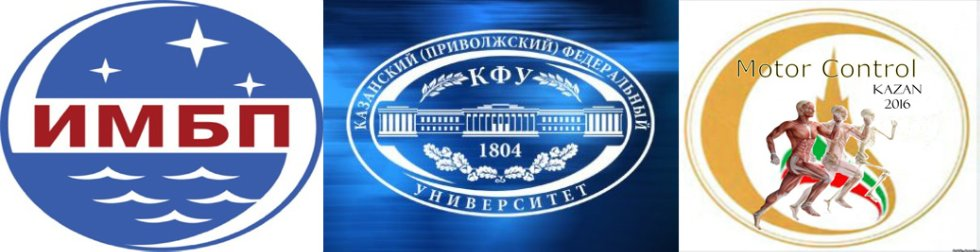 ИМБП
КАЗАНСКИЙ (ПРИВОЛЖСКИЙ) ФЕДЕРАЛЬНЫЙ
КФУ
1804
УНИВЕРСИТЕТ
Motor Control
KAZAN
2016